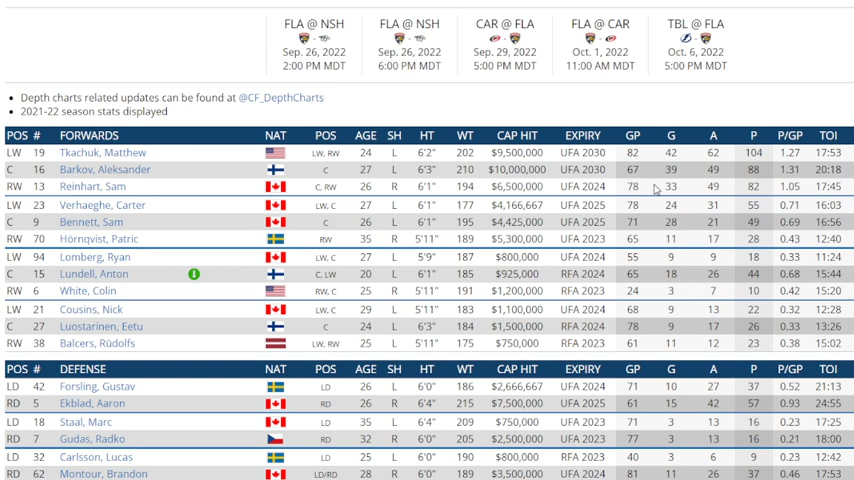 FLA @ NSH FLA @ NSH CAR @ FLA FLA @ CAR TBL @ FLA
Sep. 26, 2022 Sep. 26, 2022 Sep. 29, 2022 Oct. 1, 2022 Oct. 6, 2022
2:00 PM MDT 6:00 PM MDT 5:00 PM MDT 11:00 AM MDT 5:00 PM MDT
• Depth charts related updates can be found at @CF_DepthCharts
• 2021-22 season stats displayed
POS # FORWARDS NAT POS AGE SH HT WT CAP HIT EXPIRY GP G A P P/GP TOI
LW 19 Tkachuk, Matthew LW, RW 24 L 6'2" 202 $9,500,000 UFA 2030 82 42 62 104 1.27 17:53
C 16 Barkov, Aleksander C 27 L 6'3" 210 $10,000,000 UFA 2030 67 39 49 88 1.31 20:18
RW 13 Reinhart, Sam C, RW 26 R 6'1" 194 $6,500,000 UFA 2024 78 33 49 82 1.05 17:45
LW 23 Verhaeghe, Carter LW, C 27 L 6'1" 177 $4,166,667 UFA 2025 78 24 31 55 0.71 16:03
C 9 Bennett, Sam C 26 L 6'1" 195 $4,425,000 UFA 2025 71 28 21 49 0.69 16:56
RW 70 Hörnqvist, Patric RW 35 R 5'11" 189 $5,300,000 UFA 2023 65 11 17 28 0.43 12:40
LW 94 Lomberg, Ryan LW, C 27 L 5'9" 187 $800,000 UFA 2024 55 9 9 18 0.33 11:24
C 15 Lundell, Anton C, LW 20 L 6'1" 185 $925,000 RFA 2024 65 18 26 44 0.68 15:44
RW 6 White, Colin RW, C 25 R 5'11" 191 $1,200,000 RFA 2023 24 3 7 10 0.42 15:20
LW 21 Cousins, Nick LW, C 29 L 5'11" 183 $1,100,000 UFA 2024 68 9 13 22 0.32 12:28
C 27 Luostarinen, Eetu C 24 L 6'3" 184 $1,500,000 RFA 2024 78 9 17 26 0.33 13:26
RW 38 Balcers, Rūdolfs LW, RW 25 L 5'11" 175 $750,000 RFA 2023 61 11 12 23 0.38 15:02
POS # DEFENSE NAT POS AGE SH HT WT CAP HIT EXPIRY GP G A P P/GP TOI
LD 42 Forsling, Gustav LD 26 L 6'0" 186 $2,666,667 UFA 2024 71 10 27 37 0.52 21:13
RD 5 Ekblad, Aaron RD 26 R 6'4" 215 $7,500,000 UFA 2025 61 15 42 57 0.93 24:55
LD 18 Staal, Marc LD 35 L 6'4" 209 $750,000 UFA 2023 71 3 13 16 0.23 17:25
RD 7 Gudas, Radko RD 32 R 6'0" 205 $2,500,000 UFA 2023 77 3 13 16 0.21 18:00
LD 32 Carlsson, Lucas LD 25 L 6'0" 190 $800,000 RFA 2023 40 3 6 9 0.23 12:42
RD 62 Montour, Brandon LD/RD 28 R 6'0" 189 $3,500,000 UFA 2024 81 11 26 37 0.46 17:53